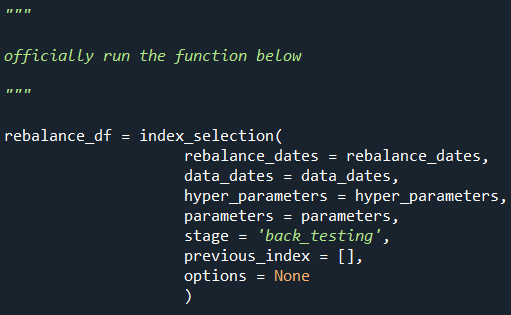 """
officially run the function below
"""
rebalance_df = index_selection(
rebalance_dates = rebalance_dates,
data_dates = data_dates,
hyper_parameters = hyper_parameters,
parameters = parameters,
stage = 'back_testing',
previous_index = [],
options = None
)